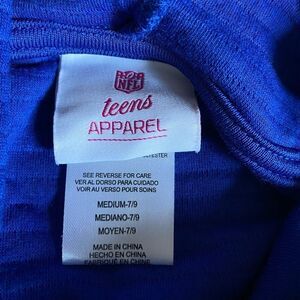 NFL
teens
APPAREL
SEE REVERSE FOR CARE
VER AL DORSO PARA CUIDADO
VOIR AU VERSO POUR SOINS
MEDIUM-7/9
MEDIANO-7/9
MOYEN-7/9
MADE IN CHINA
HECHO EN CHINA
FABRIQUÉ EN CHINE